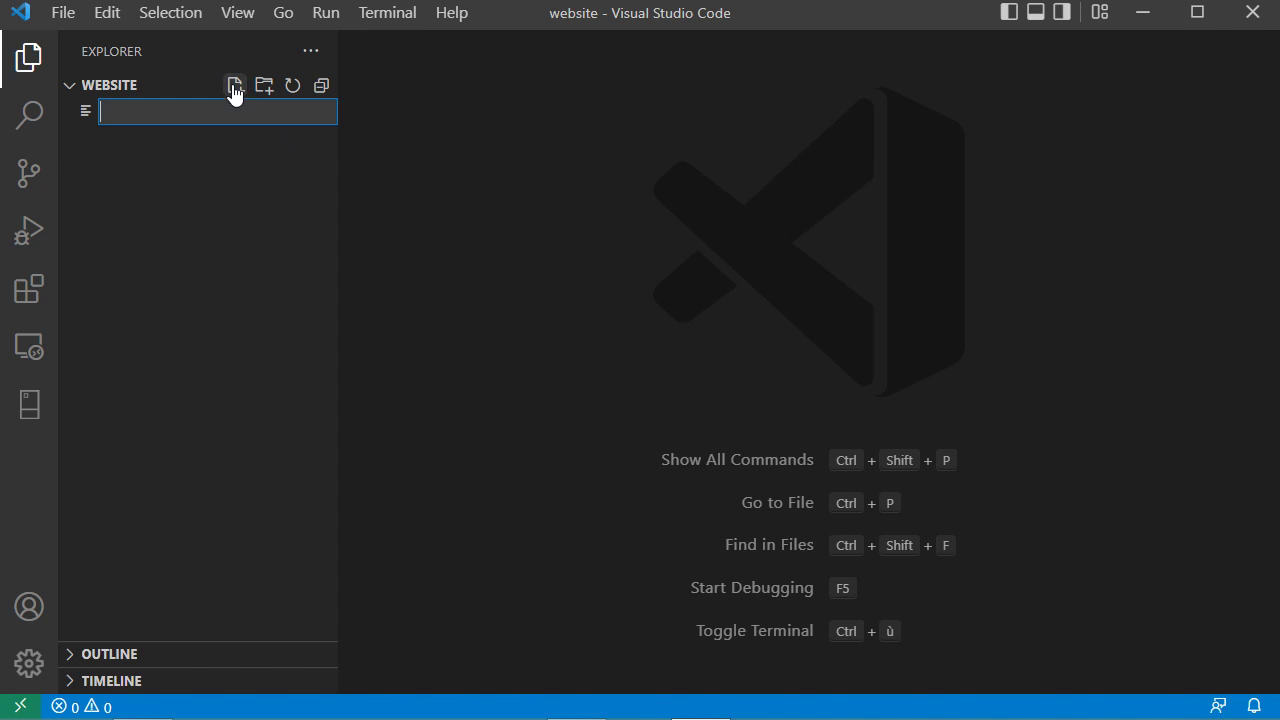 File Edit Selection View Go Run Terminal Help website - Visual Studio Code
EXPLORER
WEBSITE
Show All Commands Ctrl + Shift + P
Go to File Ctrl + P
Find in Files Ctrl + Shift + F
Start Debugging F5
Toggle Terminal Ctrl + ù
OUTLINE
TIMELINE
0 0